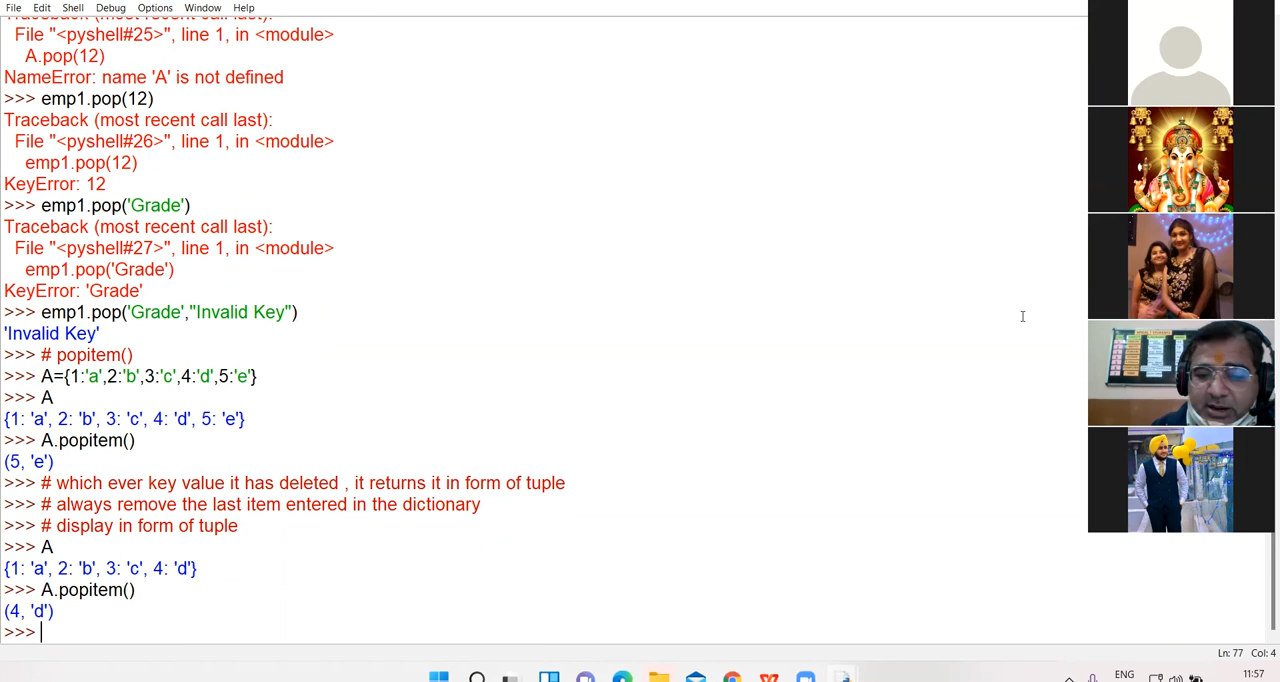 File Edit Shell Debug Options Window Help
Traceback (most recent call last):
File "<pyshell#25>", line 1, in <module>
A.pop(12)
NameError: name 'A' is not defined
>>> emp1.pop(12)
Traceback (most recent call last):
File "<pyshell#26>", line 1, in <module>
emp1.pop(12)
KeyError: 12
>>> emp1.pop('Grade')
Traceback (most recent call last):
File "<pyshell#27>", line 1, in <module>
emp1.pop('Grade')
KeyError: 'Grade'
>>> emp1.pop('Grade',"Invalid Key")
'Invalid Key'
>>> # popitem()
>>> A={1:'a',2:'b',3:'c',4:'d',5:'e'}
>>> A
{1: 'a', 2: 'b', 3: 'c', 4: 'd', 5: 'e'}
>>> A.popitem()
(5, 'e')
>>> # which ever key value it has deleted , it returns it in form of tuple
>>> # always remove the last item entered in the dictionary
>>> # display in form of tuple
>>> A
{1: 'a', 2: 'b', 3: 'c', 4: 'd'}
>>> A.popitem()
(4, 'd')
>>>
Ln: 77 Col: 4
ENG
11:57